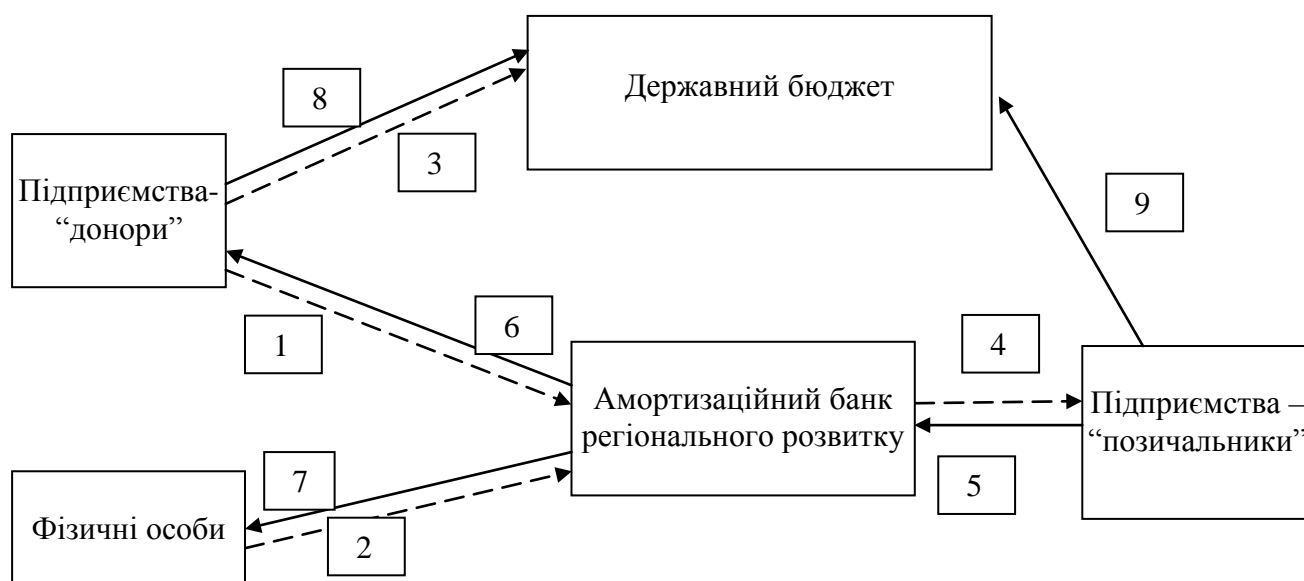 Державний бюджет
8
3
Підприємства-
“донори”
9
1
6
4
Амортизаційний банк
регіонального розвитку
Підприємства –
“позичальники”
5
7
Фізичні особи
2